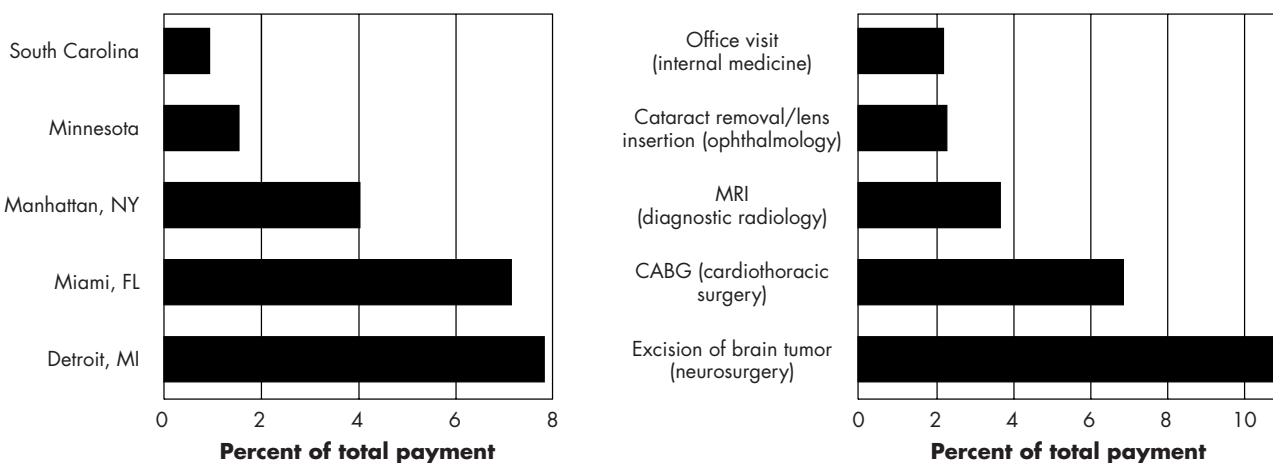 South Carolina
Minnesota
Manhattan, NY
Miami, FL
Detroit, MI
0 2 4 6 8
Percent of total payment
Office visit
(internal medicine)
Cataract removal/lens
insertion (ophthalmology)
MRI
(diagnostic radiology)
CABG (cardiothoracic
surgery)
Excision of brain tumor
(neurosurgery)
0 2 4 6 8 10
Percent of total payment